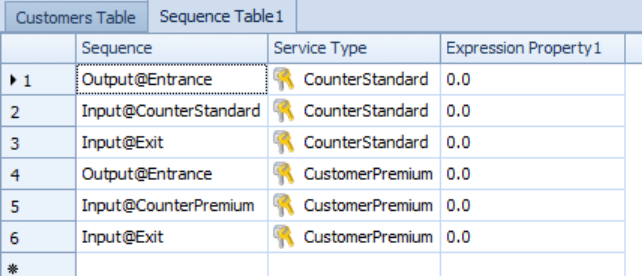 Customers Table Sequence Table1
Sequence Service Type Expression Property1
1 Output@Entrance CounterStandard 0.0
2 Input@CounterStandard CounterStandard 0.0
3 Input@Exit CounterStandard 0.0
4 Output@Entrance CustomerPremium 0.0
5 Input@CounterPremium CustomerPremium 0.0
6 Input@Exit CustomerPremium 0.0